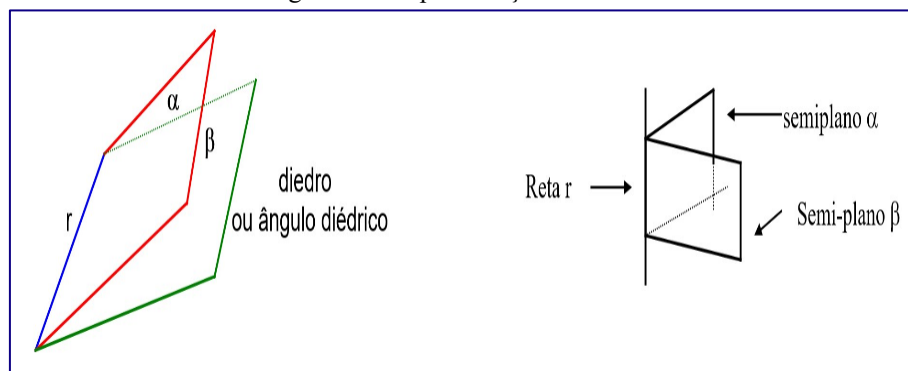 α
β
r
diedro
ou ângulo diédrico
semiplano α
Reta r
Semi-plano β